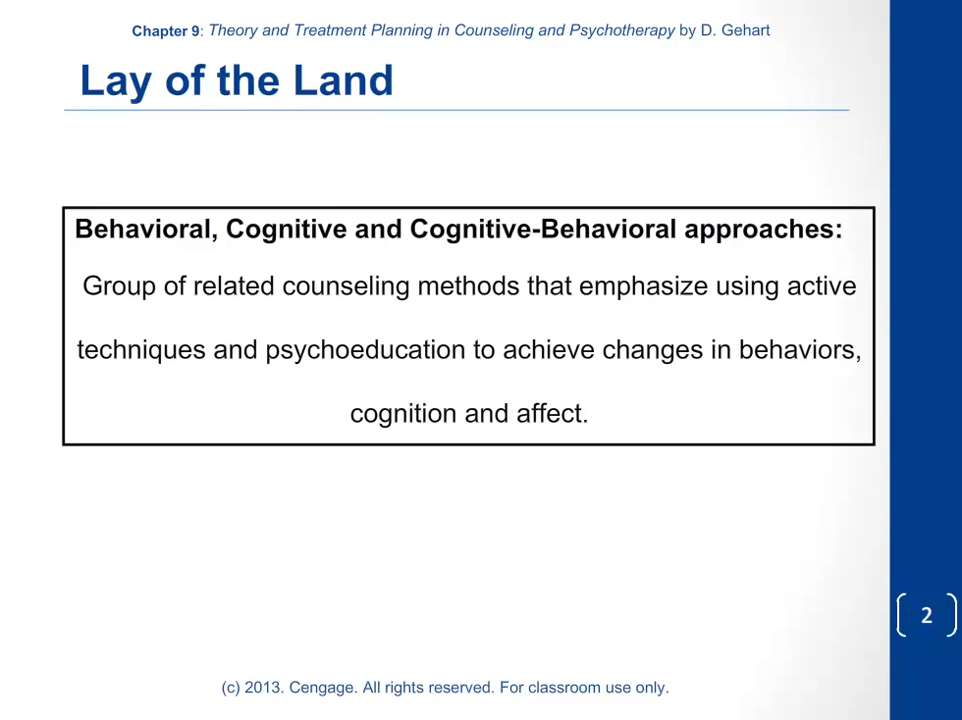 Chapter 9: Theory and Treatment Planning in Counseling and Psychotherapy by D. Gehart
Lay of the Land
Behavioral, Cognitive and Cognitive-Behavioral approaches:
Group of related counseling methods that emphasize using active
techniques and psychoeducation to achieve changes in behaviors,
cognition and affect.
2
(c) 2013. Cengage. All rights reserved. For classroom use only.